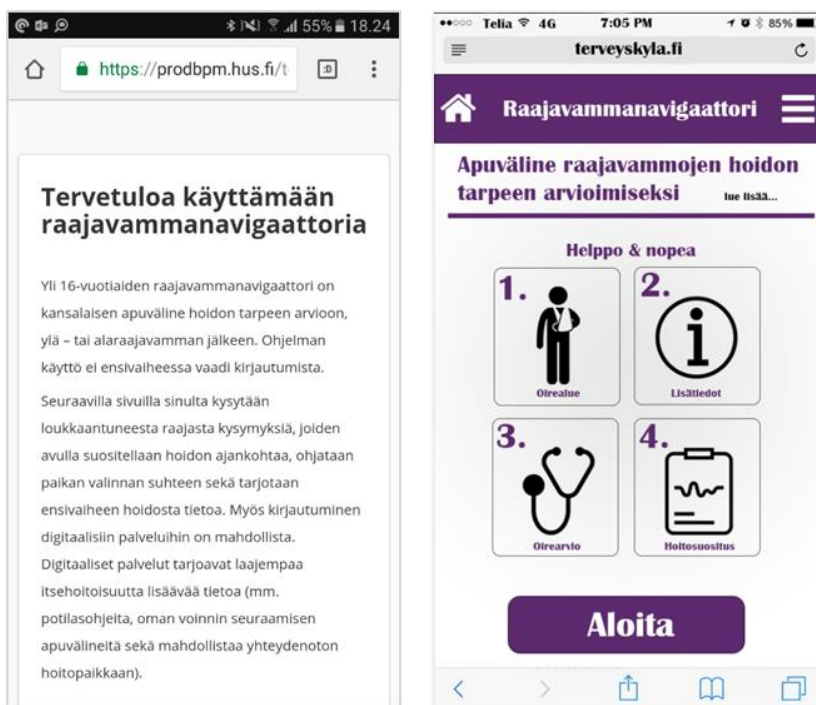 55% 18.24
https://prodbpm.hus.fi/t
:D
Tervetuloa käyttämään
raajavammanavigaattoria
Yli 16-vuotiaiden raajavammanavigaattori on
kansalaisen apuväline hoidon tarpeen arvioon,
ylä – tai alaraajavamman jälkeen. Ohjelman
käyttö ei ensivaiheessa vaadi kirjautumista.
Seuraavilla sivuilla sinulta kysytään
loukkaantuneesta raajasta kysymyksiä, joiden
avulla suositellaan hoidon ajankohtaa, ohjataan
paikan valinnan suhteen sekä tarjotaan
ensivaiheen hoidosta tietoa. Myös kirjautuminen
digitaalisiin palveluihin on mahdollista.
Digitaaliset palvelut tarjoavat laajempaa
itsehoitoisuutta lisäävää tietoa (mm.
potilasohjeita, oman voinnin seuraamisen
apuvälineitä sekä mahdollistaa yhteydenoton
hoitopaikkaan).
Telia 4G 7:05 PM 85%
terveyskyla.fi
Raajavammanavigaattori
Apuväline raajavammojen hoidon
tarpeen arvioimiseksi lue lisää...
Helppo & nopea
1.
Oirealue
2.
Lisätiedot
3.
Oirearvio
4.
Hoitosuositus
Aloita